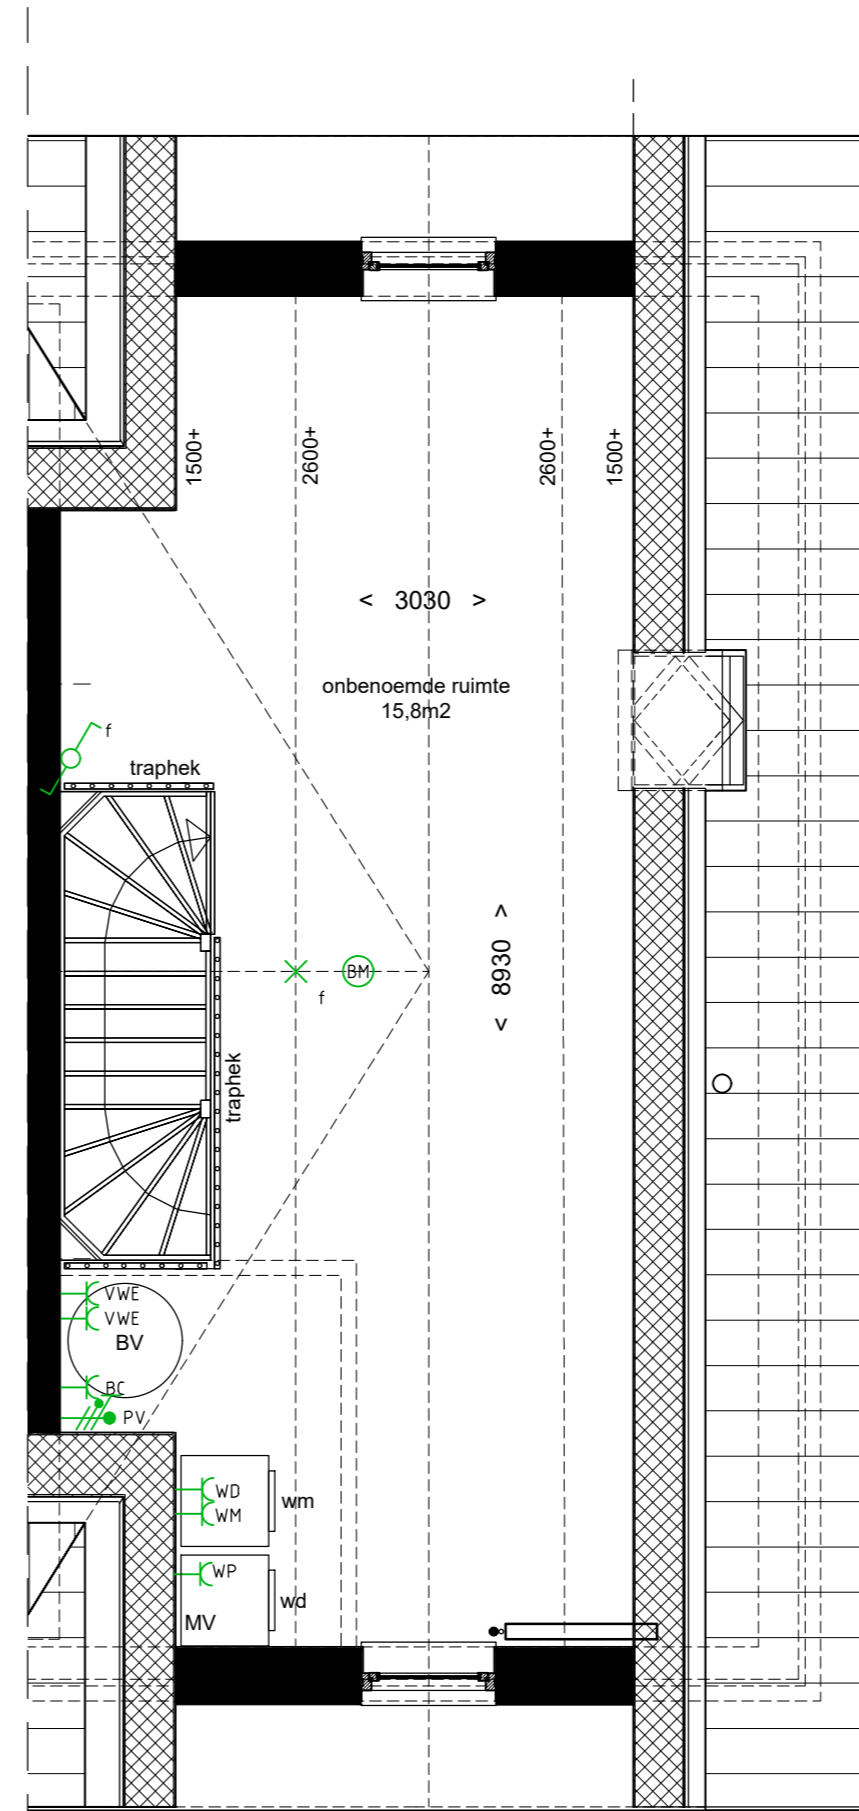 1500+
2600+
2600+
1500+
< 3030 >
onbenoemde ruimte
15,8m2
f
traphek
< 8930 >
BM
f
traphek
VWE
VWE
BV
BC
PV
WD
wm
WM
WP
wd
MV